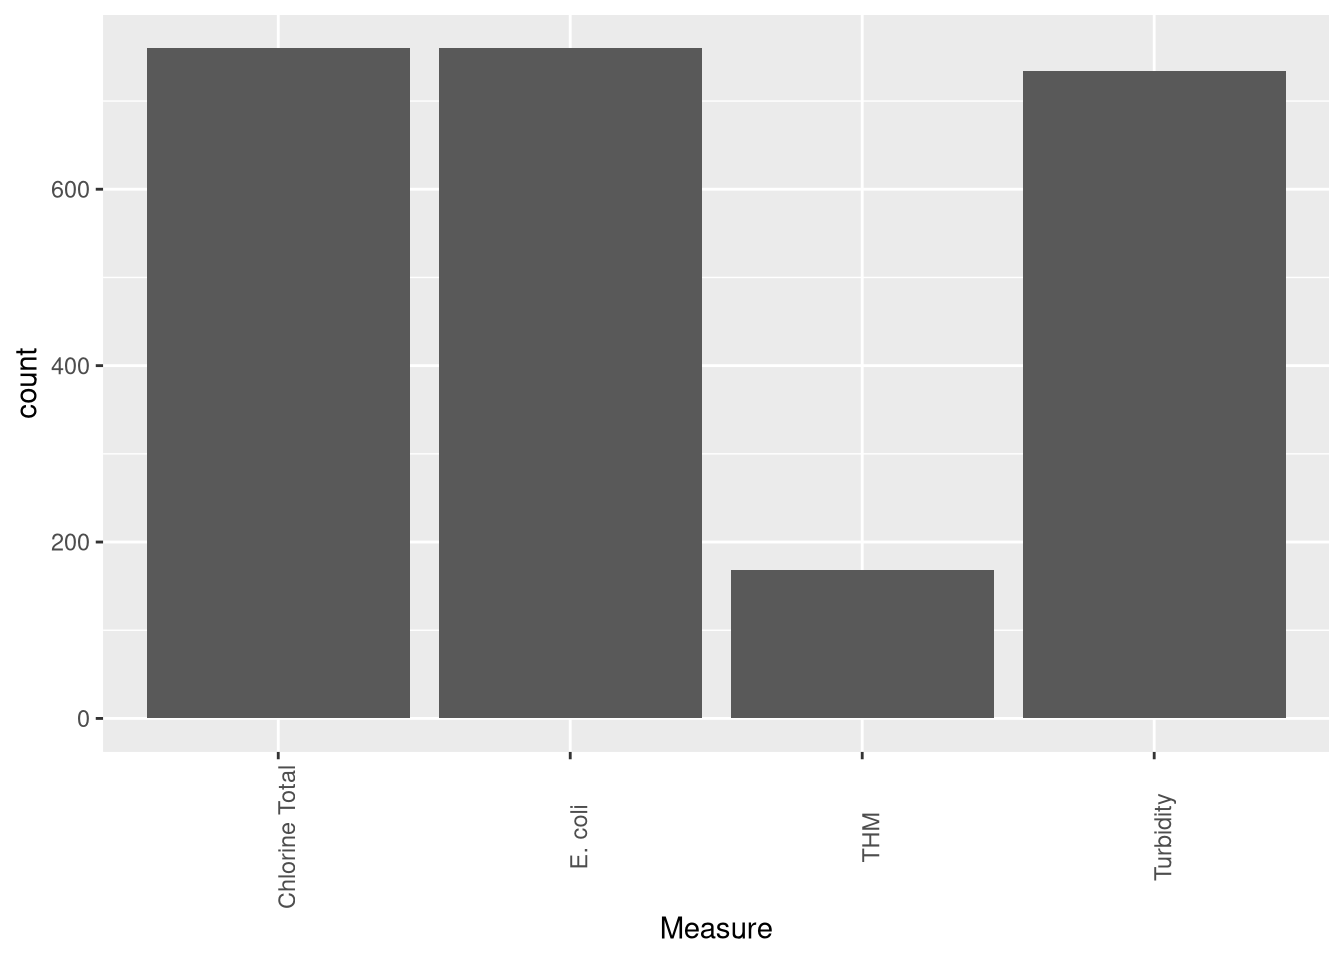 count
600
400
200
0
Chlorine Total
E. coli
THM
Turbidity
Measure